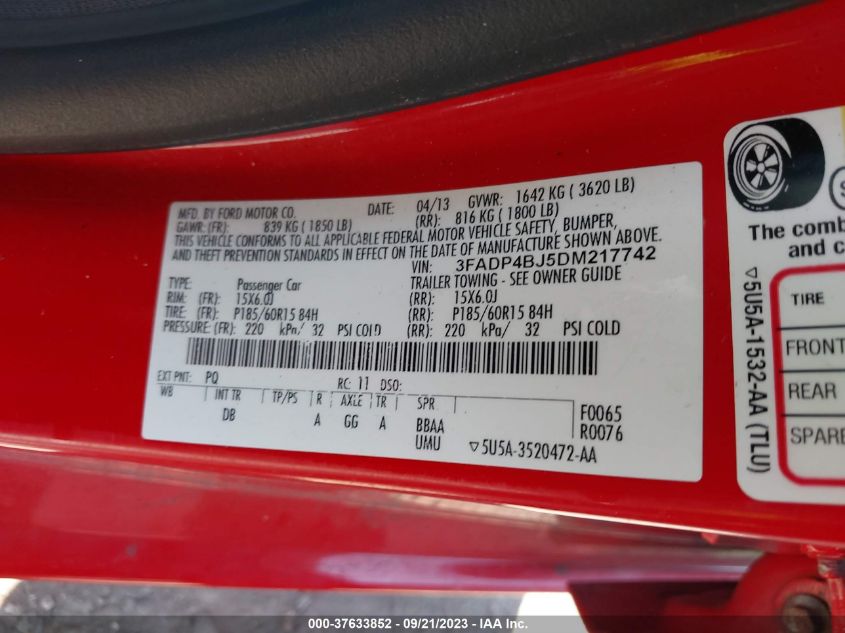 MFD. BY FORD MOTOR CO. DATE: 04/13 GVWR: 1642 KG ( 3620 LB)
GAWR: (FR): 839 KG ( 1850 LB) (RR): 816 KG ( 1800 LB)
THIS VEHICLE CONFORMS TO ALL APPLICABLE FEDERAL MOTOR VEHICLE SAFETY, BUMPER,
AND THEFT PREVENTION STANDARDS IN EFFECT ON THE DATE OF MANUFACTURE SHOWN ABOVE.
VIN: 3FADP4BJ5DM217742
TYPE: Passenger Car TRAILER TOWING - SEE OWNER GUIDE
RIM: (FR): 15X6.0J (RR): 15X6.0J
TIRE: (FR): P185/60R15 84H (RR): P185/60R15 84H
PRESSURE: (FR): 220 kPa/ 32 PSI COLD (RR): 220 kPa/ 32 PSI COLD
EXT PNT: PQ RC: 11 DSO:
WB INT TR TP/PS R AXLE TR SPR
DB A GG A BBAA
UMU
F0065
R0076
▽5U5A-3520472-AA
The comb
and c
TIRE
FRONT
REAR
SPARE
▽5U5A-1532-AA (TLU)
000-37633852 - 09/21/2023 - IAAI Inc.